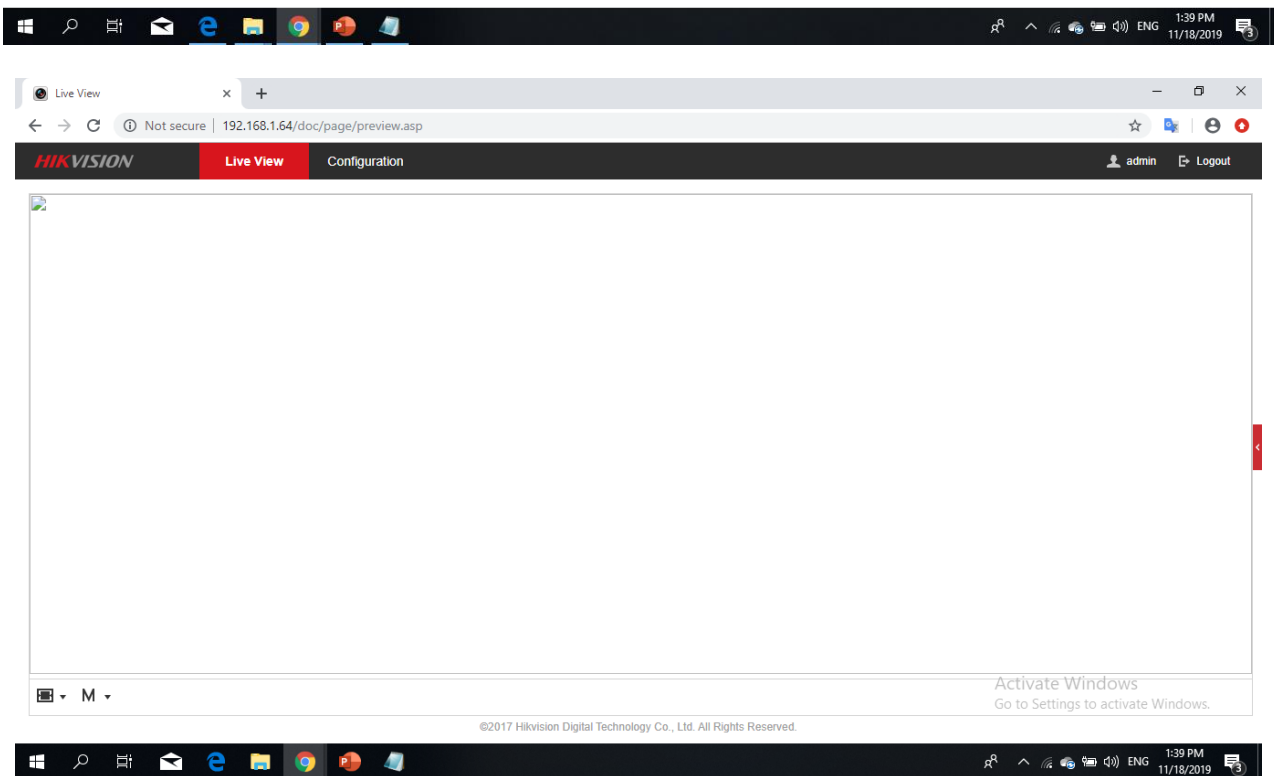 ENG
1:39 PM
11/18/2019
3
Live View
Not secure | 192.168.1.64/doc/page/preview.asp
HIKVISION Live View Configuration admin Logout
M
Activate Windows
Go to Settings to activate Windows.
©2017 Hikvision Digital Technology Co., Ltd. All Rights Reserved.
ENG
1:39 PM
11/18/2019
3